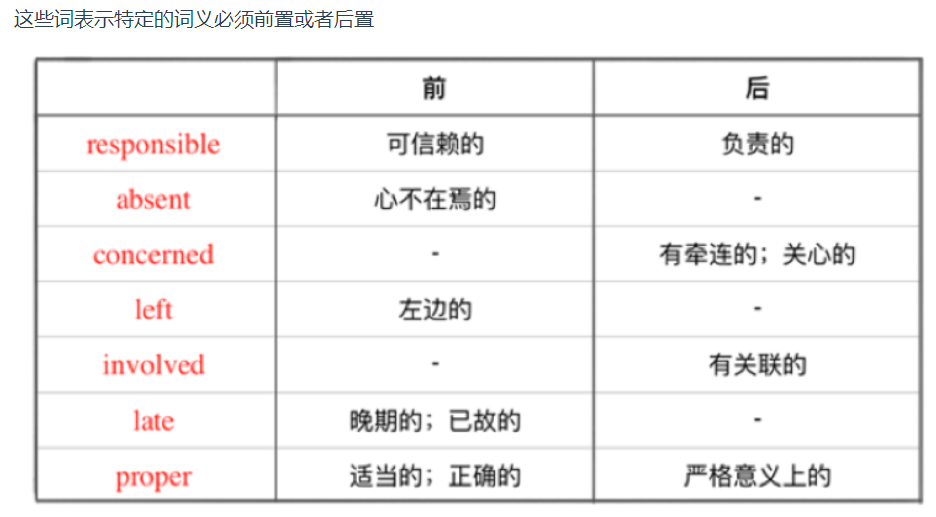 这些词表示特定的词义必须前置或者后置
前 后
responsible 可信赖的 负责的
absent 心不在焉的 -
concerned - 有牵连的；关心的
left 左边的 -
involved - 有关联的
late 晚期的；已故的 -
proper 适当的；正确的 严格意义上的